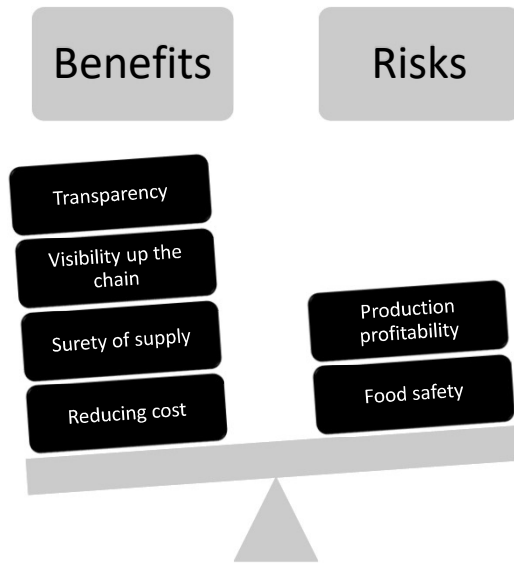 Benefits
Risks
Transparency
Visibility up the
chain
Surety of supply
Reducing cost
Production
profitability
Food safety